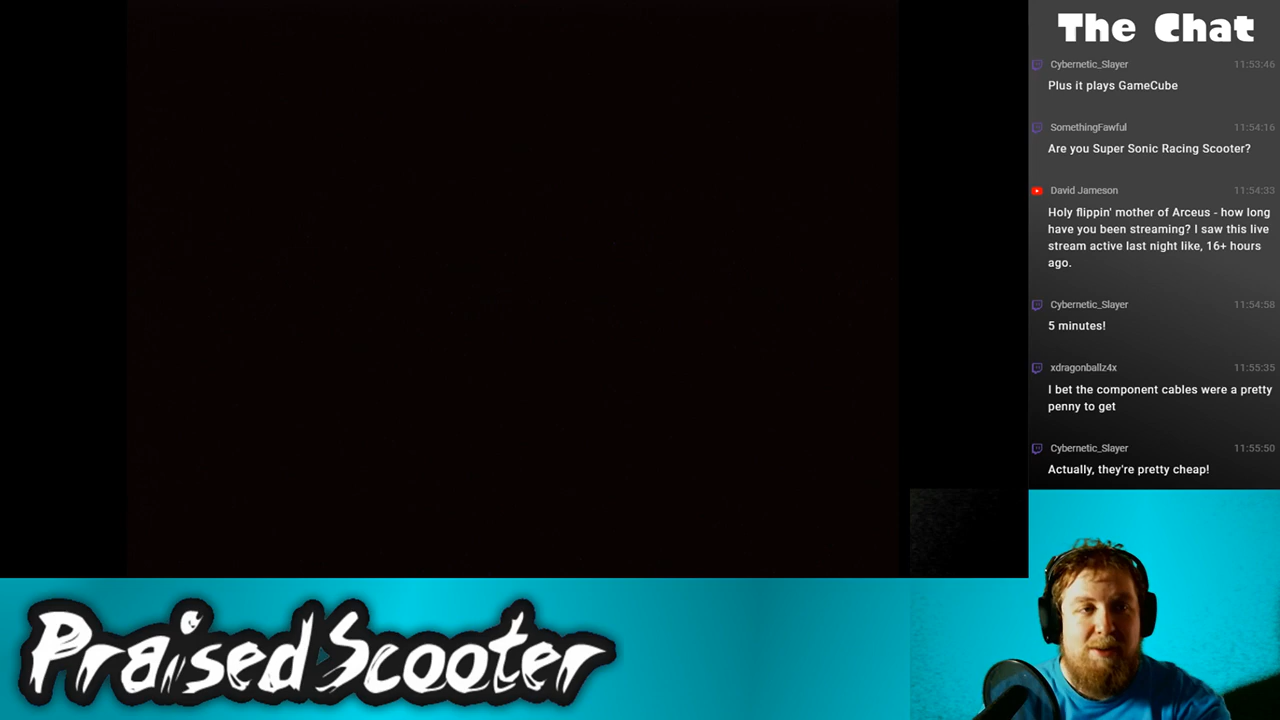 The Chat
Cybernetic_Slayer 11:53:46
Plus it plays GameCube
SomethingFawful 11:54:16
Are you Super Sonic Racing Scooter?
David Jameson 11:54:33
Holy flippin' mother of Arceus - how long
have you been streaming? I saw this live
stream active last night like, 16+ hours
ago.
Cybernetic_Slayer 11:54:58
5 minutes!
xdragonballz4x 11:55:35
I bet the component cables were a pretty
penny to get
Cybernetic_Slayer 11:55:50
Actually, they're pretty cheap!
PraisedScooter